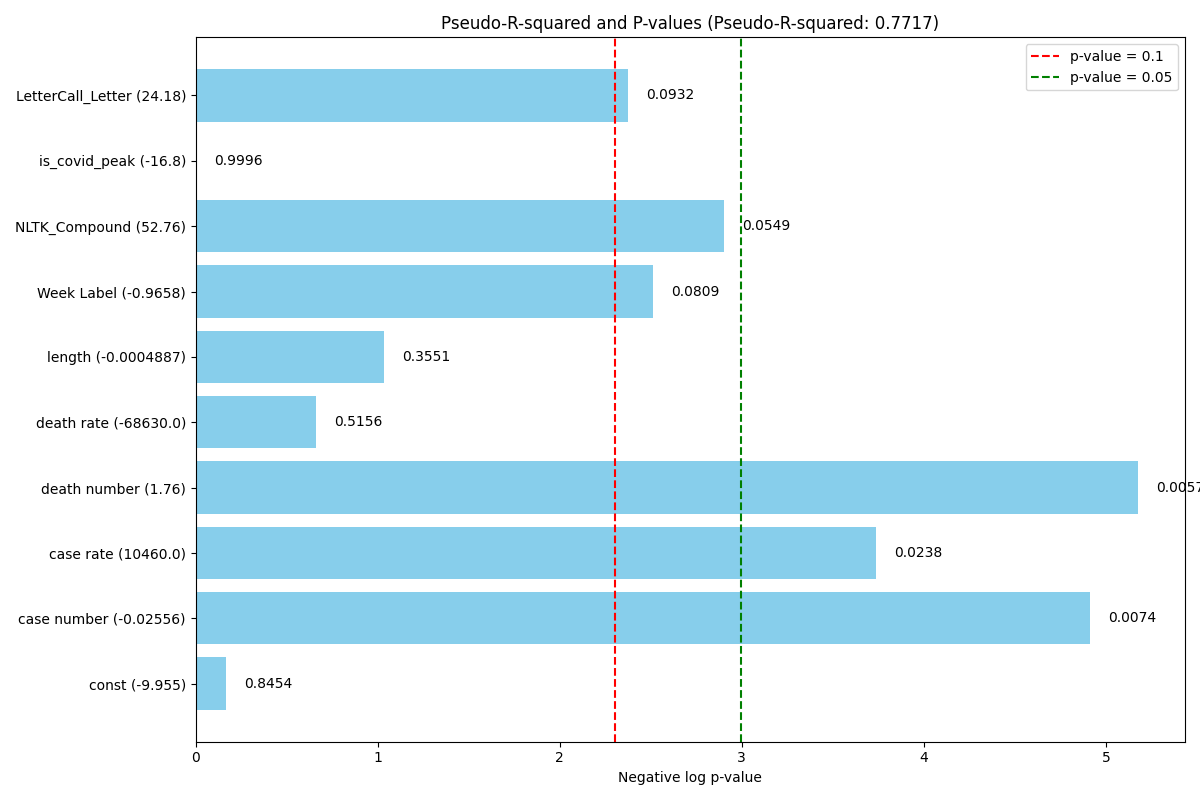 Pseudo-R-squared and P-values (Pseudo-R-squared: 0.7717)
p-value = 0.1
p-value = 0.05
LetterCall_Letter (24.18) 0.0932
is_covid_peak (-16.8) 0.9996
NLTK_Compound (52.76) 0.0549
Week Label (-0.9658) 0.0809
length (-0.0004887) 0.3551
death rate (-68630.0) 0.5156
death number (1.76) 0.0057
case rate (10460.0) 0.0238
case number (-0.02556) 0.0074
const (-9.955) 0.8454
0 1 2 3 4 5
Negative log p-value